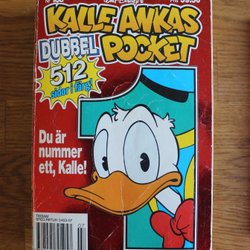 KALLE ANKAS
DUBBEL POCKET
512
sidor i färg!
Du är
nummer
ett, Kalle!